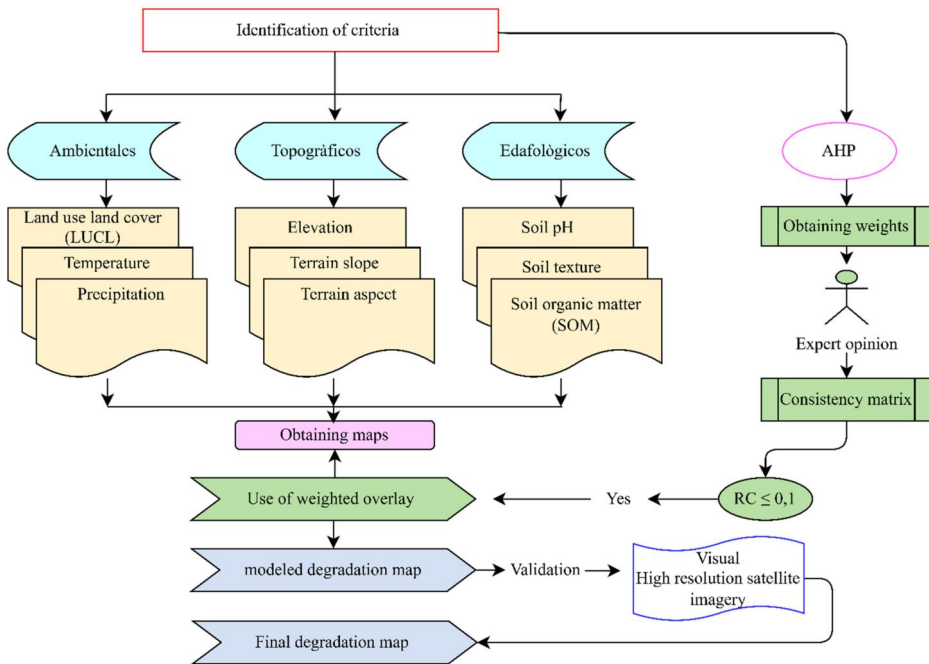 Identification of criteria
Ambientales
Topogràficos
Edafològicos
AHP
Land use land cover
(LUCL)
Temperature
Precipitation
Elevation
Terrain slope
Terrain aspect
Soil pH
Soil texture
Soil organic matter
(SOM)
Obtaining weights
Expert opinion
Consistency matrix
Obtaining maps
Use of weighted overlay
Yes
RC ≤ 0,1
modeled degradation map
Validation
Visual
High resolution satellite
imagery
Final degradation map